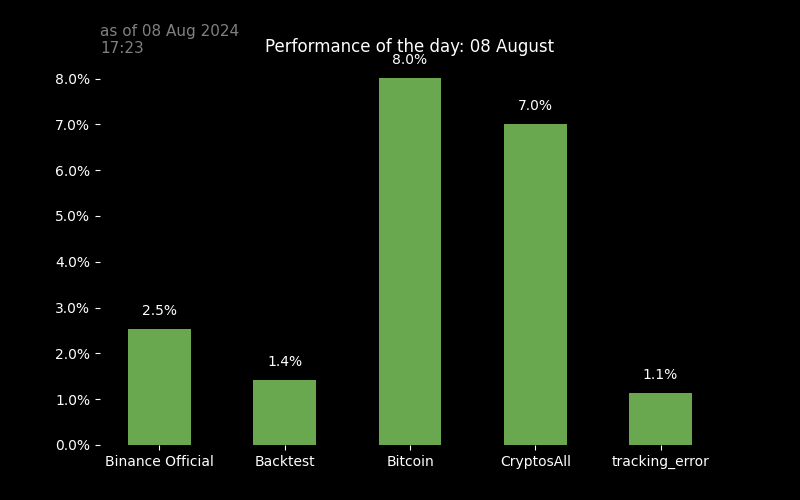 as of 08 Aug 2024
17:23
Performance of the day: 08 August
8.0%
7.0%
6.0%
5.0%
4.0%
3.0%
2.0%
1.0%
0.0%
2.5%
1.4%
8.0%
7.0%
1.1%
Binance Official
Backtest
Bitcoin
CryptosAll
tracking_error